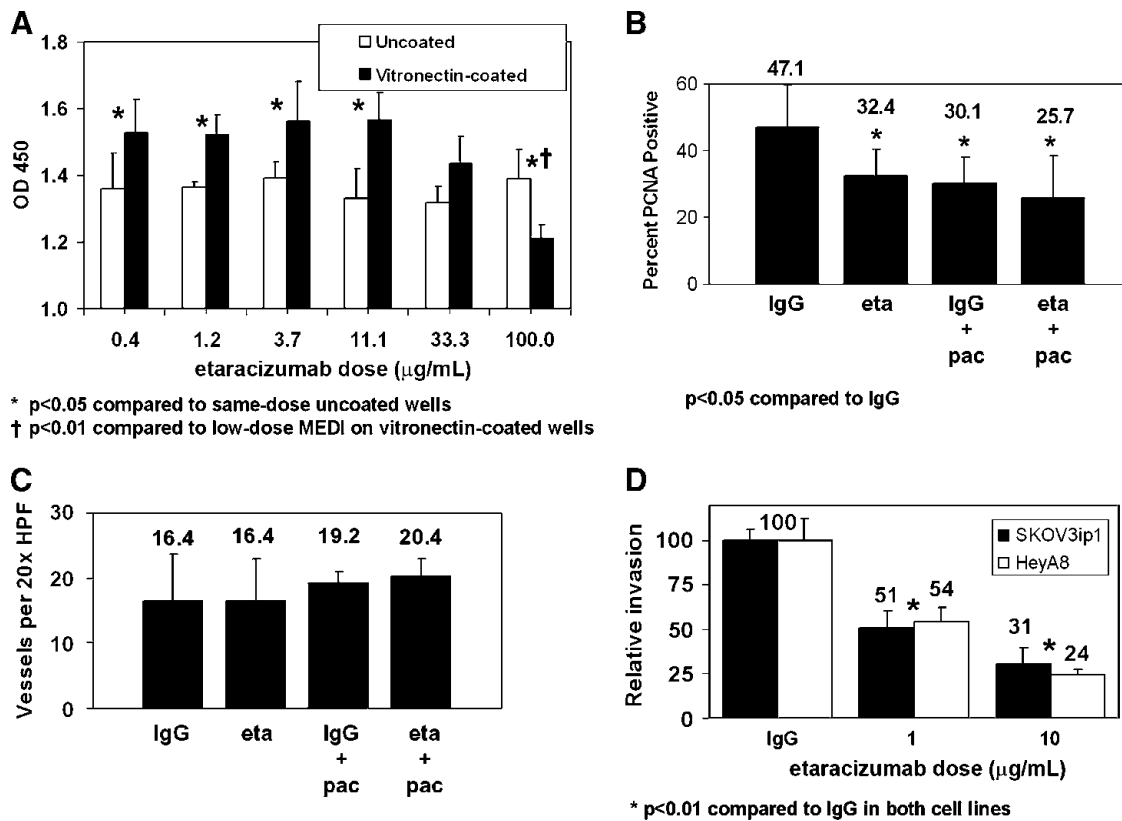 A
1.8
1.6
1.4
1.2
1.0
OD 450
Uncoated
Vitronectin-coated
* * * * *†
0.4 1.2 3.7 11.1 33.3 100.0
etaracizumab dose (µg/mL)
* p<0.05 compared to same-dose uncoated wells
† p<0.01 compared to low-dose MEDI on vitronectin-coated wells
B
60
40
20
0
Percent PCNA Positive
47.1 32.4 30.1 25.7
* * *
IgG eta IgG + pac eta + pac
p<0.05 compared to IgG
C
30
20
10
0
Vessels per 20x HPF
16.4 16.4 19.2 20.4
IgG eta IgG + pac eta + pac
D
100
75
50
25
0
Relative invasion
SKOV3ip1
HeyA8
100
51 * 54
31 * 24
IgG 1 10
etaracizumab dose (µg/mL)
* p<0.01 compared to IgG in both cell lines